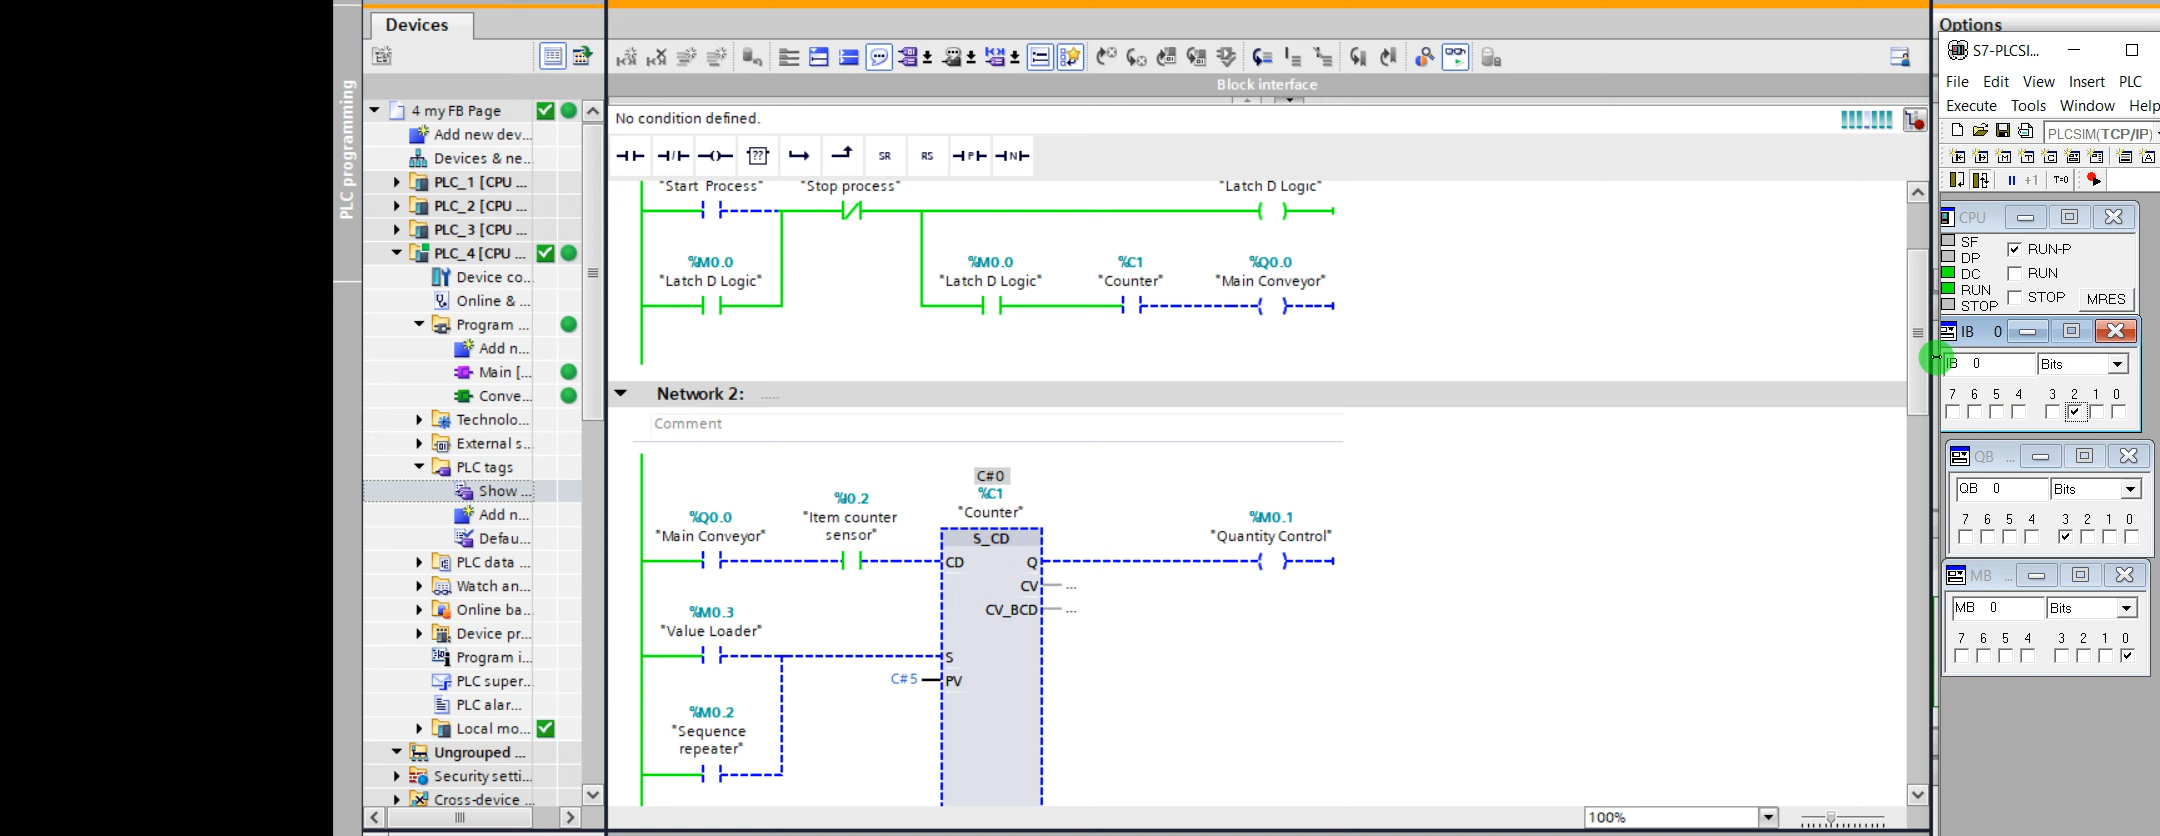 Devices
Options
S7-PLCSI...
File Edit View Insert PLC
Execute Tools Window Help
PLCSIM(TCP/IP)
+1 T=0
PLC programming
Block interface
No condition defined.
?? SR RS P N
4 my FB Page
Add new dev...
Devices & ne...
PLC_1 [CPU ...
PLC_2 [CPU ...
PLC_3 [CPU ...
PLC_4 [CPU ...
Device co...
Online & ...
Program ...
Add n...
Main [...
Conve...
Technolo...
External s...
PLC tags
Show ...
Add n...
Defau...
PLC data ...
Watch an...
Online ba...
Device pr...
Program i...
PLC super...
PLC alar...
Local mo...
Ungrouped ...
Security setti...
Cross-device ...
"Start Process" "Stop process" "Latch D Logic"
%M0.0 %M0.0 %C1 %Q0.0
"Latch D Logic" "Latch D Logic" "Counter" "Main Conveyor"
Network 2: .....
Comment
C#0
%C1
"Counter"
%Q0.0
"Main Conveyor"
%I0.2
"Item counter
sensor"
S_CD
CD Q
CV ...
CV_BCD ...
%M0.1
"Quantity Control"
%M0.3
"Value Loader"
S
C#5 PV
%M0.2
"Sequence
repeater"
100%
CPU
SF
DP
DC
RUN
STOP
RUN-P
RUN
STOP MRES
IB 0
IB 0 Bits
7 6 5 4 3 2 1 0
QB ...
QB 0 Bits
7 6 5 4 3 2 1 0
MB ...
MB 0 Bits
7 6 5 4 3 2 1 0